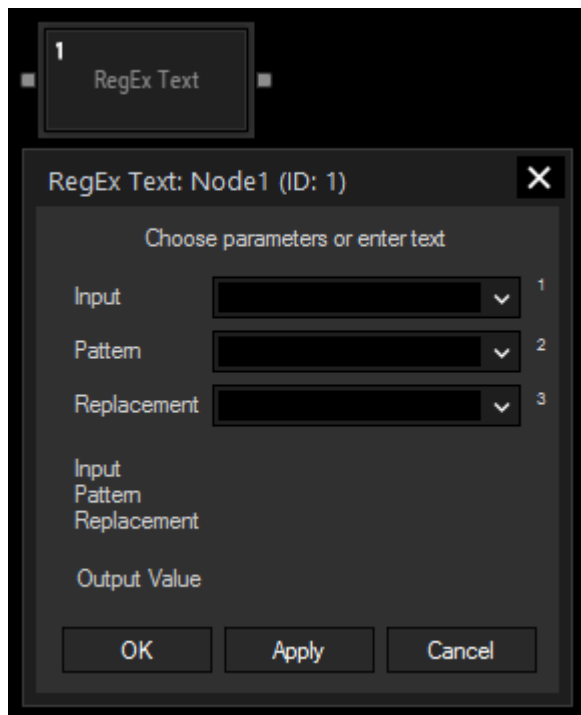 1
RegEx Text
RegEx Text: Node1 (ID: 1)
Choose parameters or enter text
Input 1
Pattern 2
Replacement 3
Input
Pattern
Replacement
Output Value
OK Apply Cancel